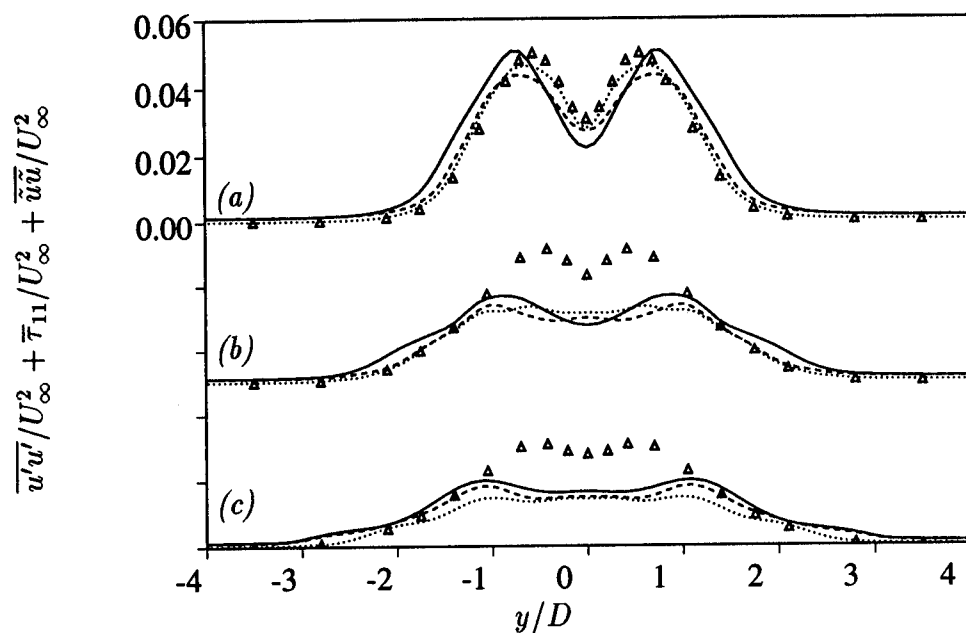 0.06
0.04
0.02
0.00
(a)
(b)
(c)
-4 -3 -2 -1 0 1 2 3 4
y/D
$\overline{u'u'}/U_\infty^2 + \overline{\tau}_{11}/U_\infty^2 + \overline{\tilde{u}\tilde{u}}/U_\infty^2$